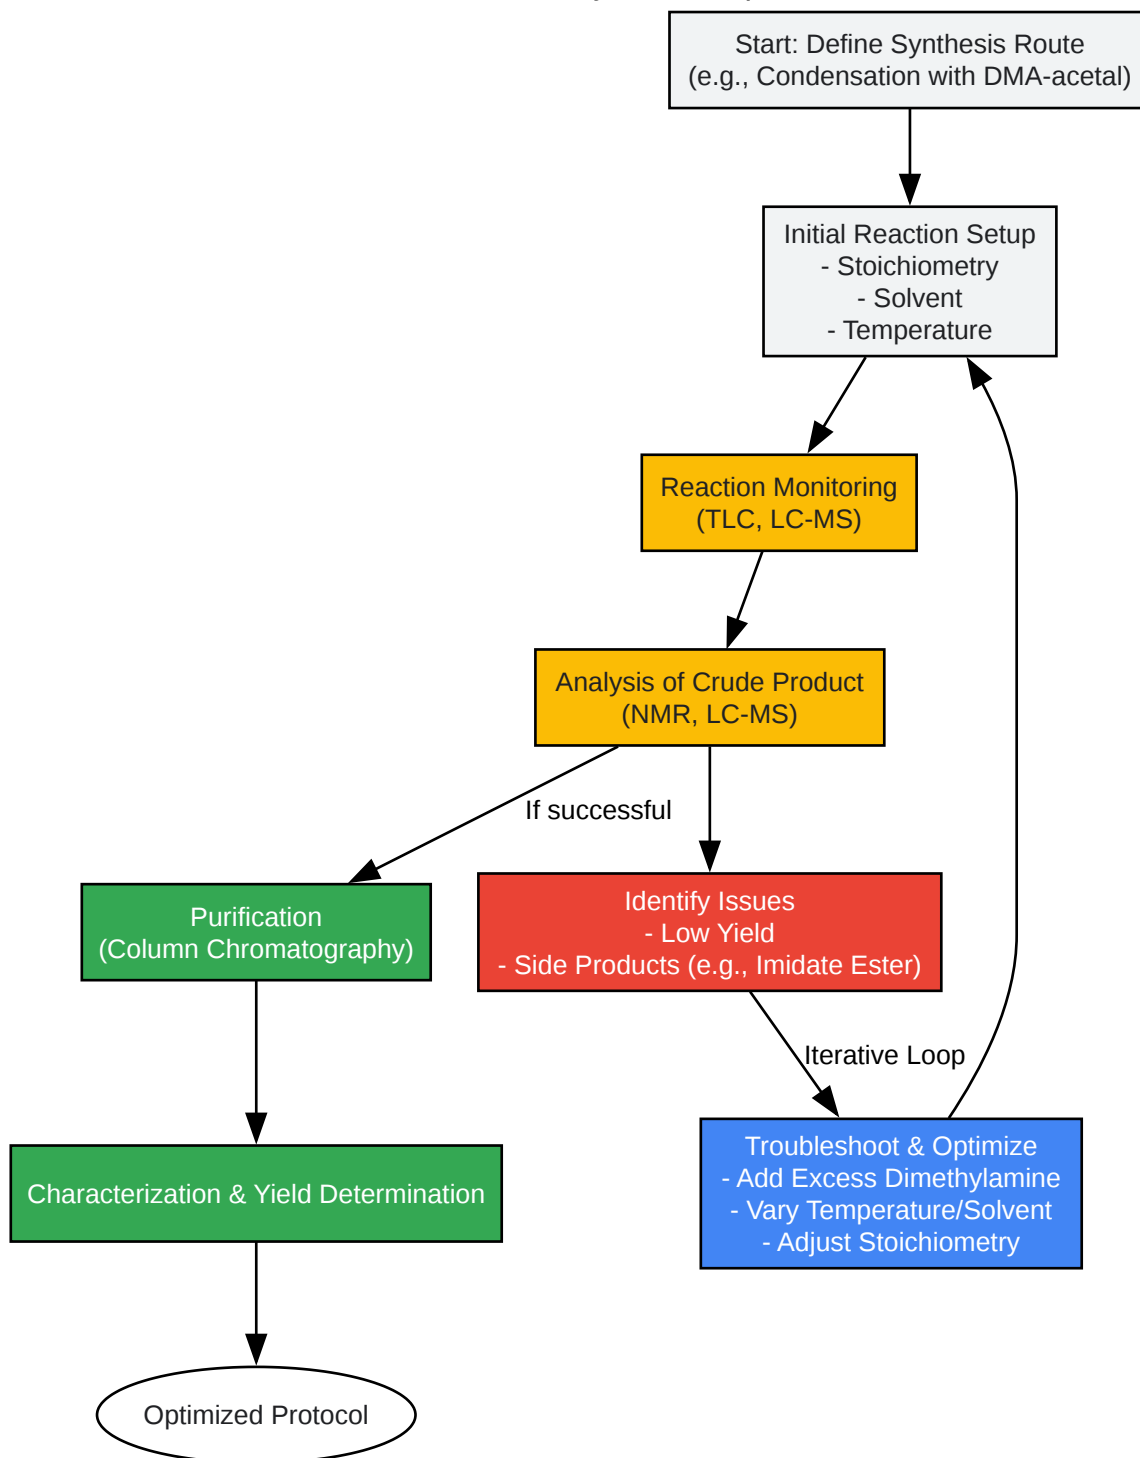 Start: Define Synthesis Route
(e.g., Condensation with DMA-acetal)
Initial Reaction Setup
- Stoichiometry
- Solvent
- Temperature
Reaction Monitoring
(TLC, LC-MS)
Analysis of Crude Product
(NMR, LC-MS)
If successful
Purification
(Column Chromatography)
Identify Issues
- Low Yield
- Side Products (e.g., Imidate Ester)
Iterative Loop
Troubleshoot & Optimize
- Add Excess Dimethylamine
- Vary Temperature/Solvent
- Adjust Stoichiometry
Characterization & Yield Determination
Optimized Protocol